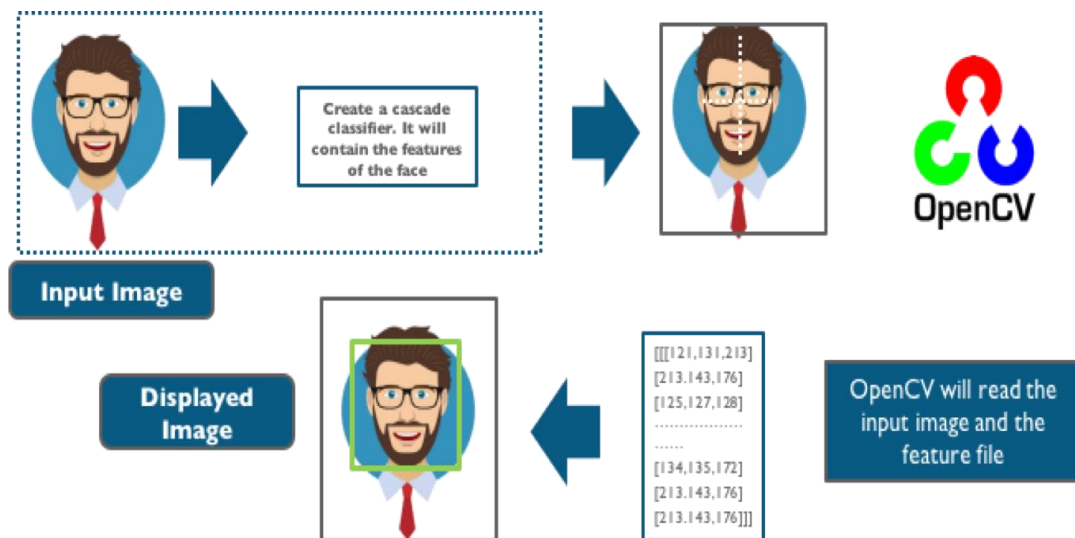 Create a cascade
classifier. It will
contain the features
of the face
OpenCV
Input Image
Displayed
Image
[[[121,131,213]
[213.143,176]
[125,127,128]
..................
......
[134,135,172]
[213.143,176]
[213.143,176]]]
OpenCV will read the
input image and the
feature file